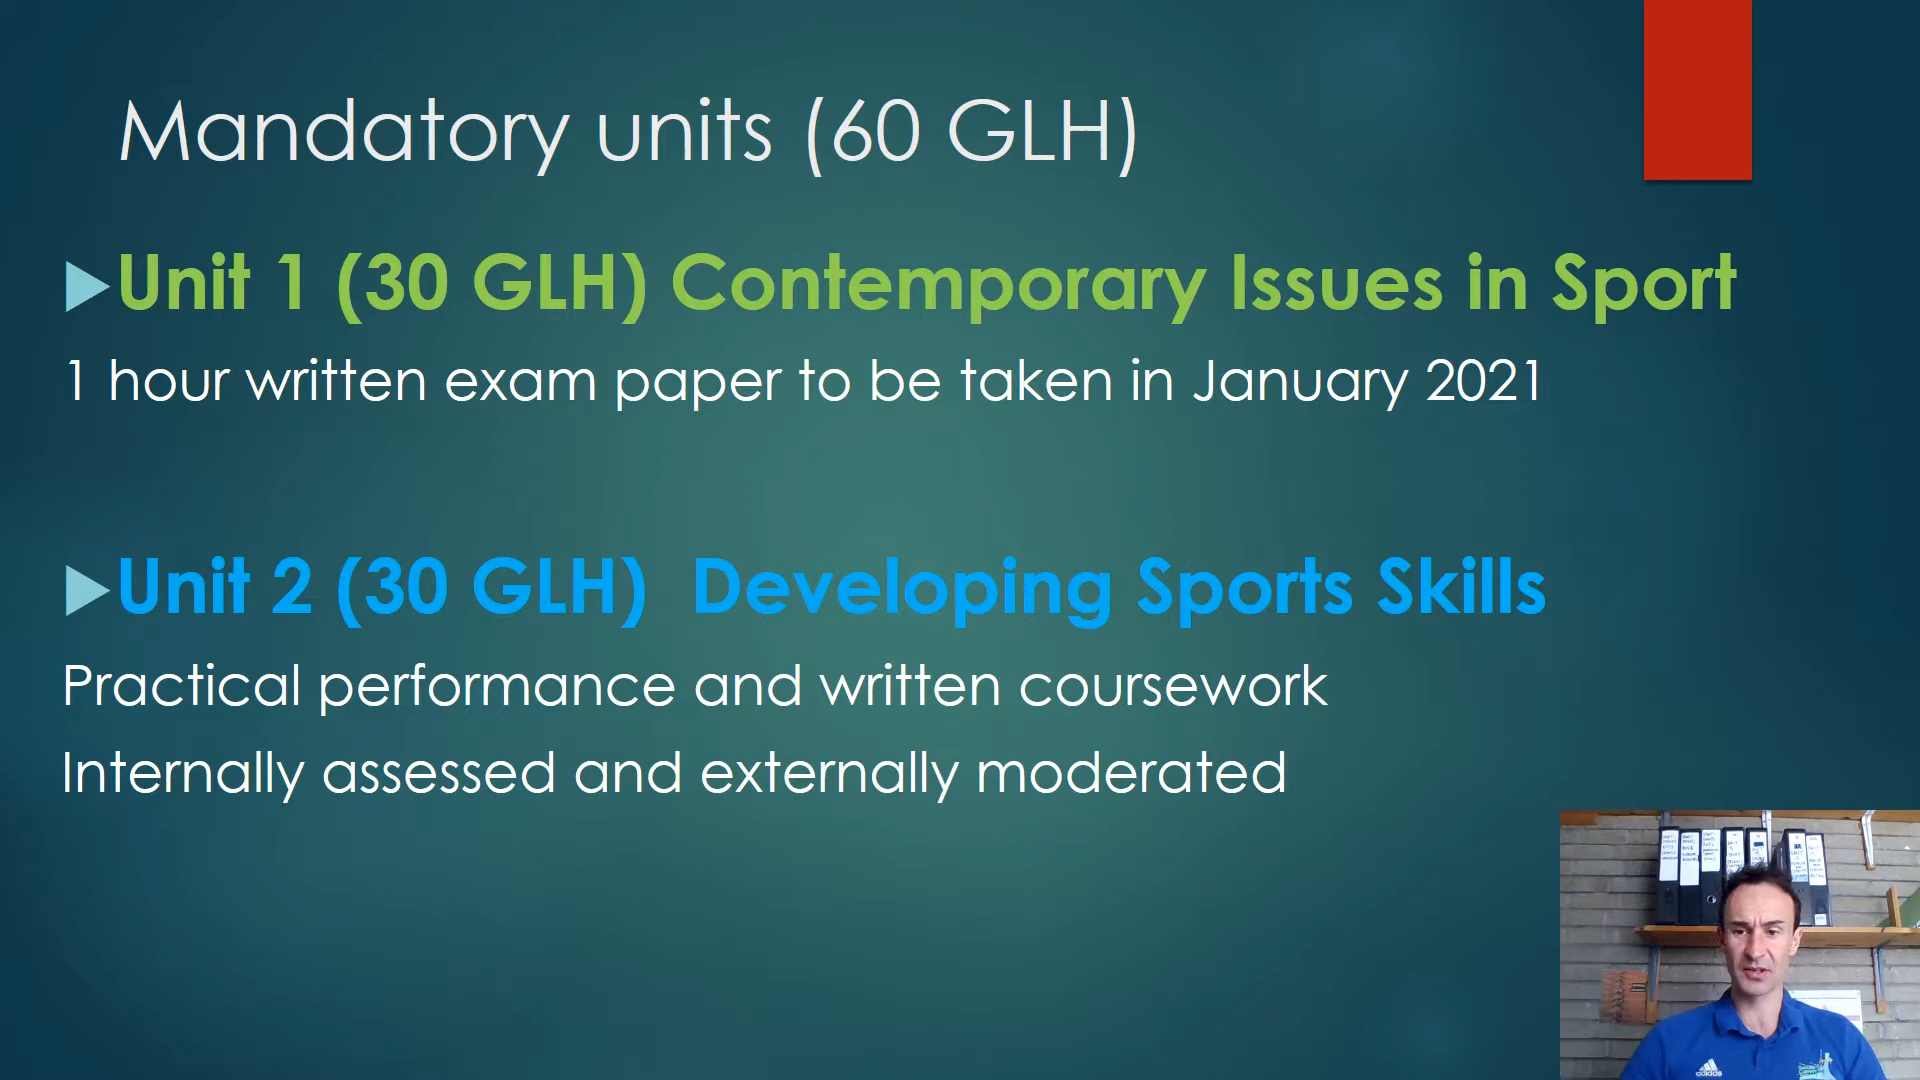 Mandatory units (60 GLH)
Unit 1 (30 GLH) Contemporary Issues in Sport
1 hour written exam paper to be taken in January 2021
Unit 2 (30 GLH) Developing Sports Skills
Practical performance and written coursework
Internally assessed and externally moderated
adidas